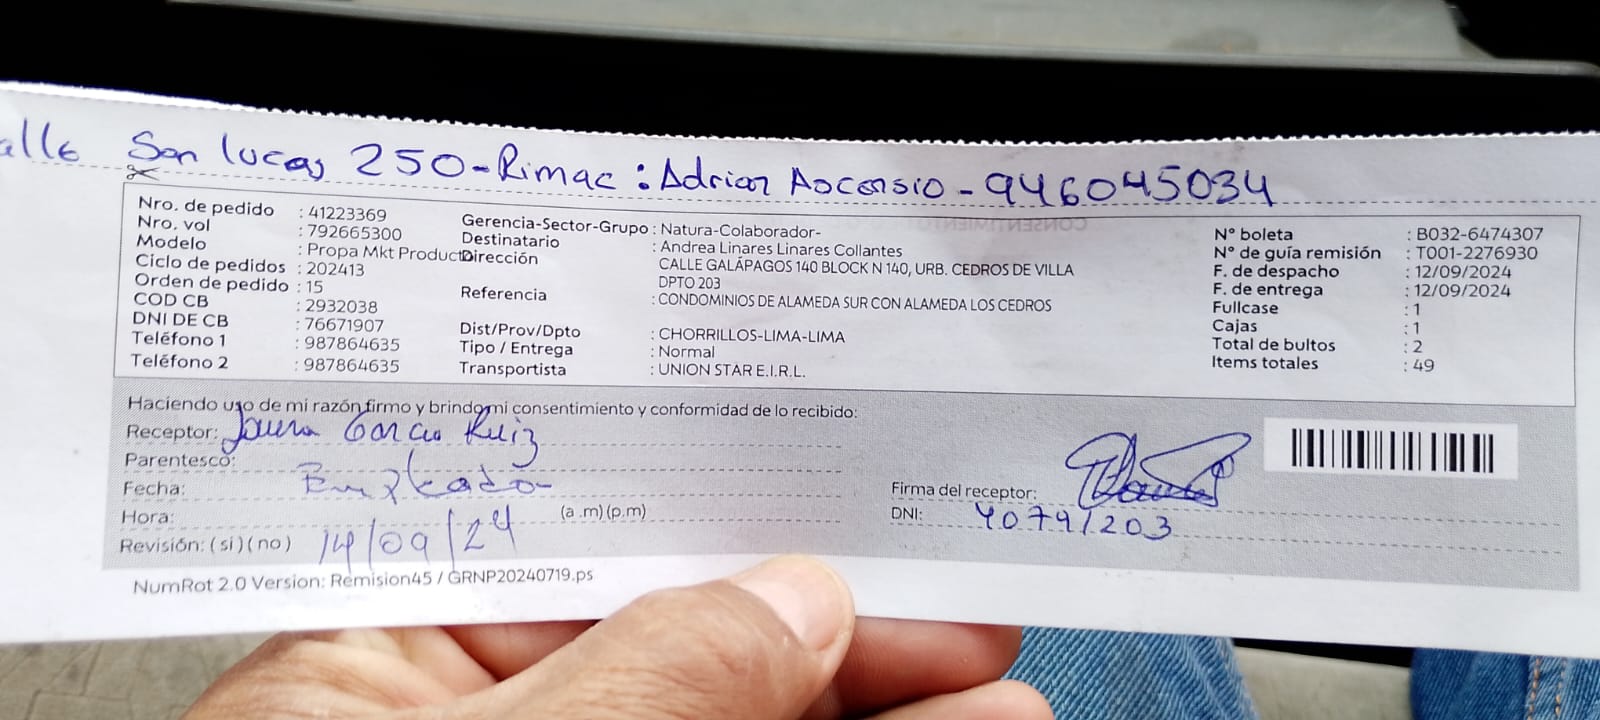 alle San Lucas 250-Rimac: Adrian Ascensio - 946045034
Nro. de pedido : 41223369
Nro. vol : 792665300
Modelo : Propa Mkt Producto
Ciclo de pedidos : 202413
Orden de pedido : 15
COD CB : 2932038
DNI DE CB : 76671907
Teléfono 1 : 987864635
Teléfono 2 : 987864635
Gerencia-Sector-Grupo : Natura-Colaborador-
Destinatario : Andrea Linares Linares Collantes
Dirección CALLE GALÁPAGOS 140 BLOCK N 140, URB. CEDROS DE VILLA
DPTO 203
Referencia : CONDOMINIOS DE ALAMEDA SUR CON ALAMEDA LOS CEDROS
Dist/Prov/Dpto : CHORRILLOS-LIMA-LIMA
Tipo / Entrega : Normal
Transportista : UNION STAR E.I.R.L.
N° boleta : B032-6474307
N° de guía remisión : T001-2276930
F. de despacho : 12/09/2024
F. de entrega : 12/09/2024
Fullcase : 1
Cajas : 1
Total de bultos : 2
Items totales : 49
Haciendo uso de mi razón firmo y brindo mi consentimiento y conformidad de lo recibido:
Receptor: Garcia Ruiz
Parentesco:
Fecha: Empleado
Hora: (a .m) (p.m)
Revisión: ( si ) ( no ) 14/09/24
Firma del receptor:
DNI: 40791203
NumRot 2.0 Version: Remision45 / GRNP20240719.ps